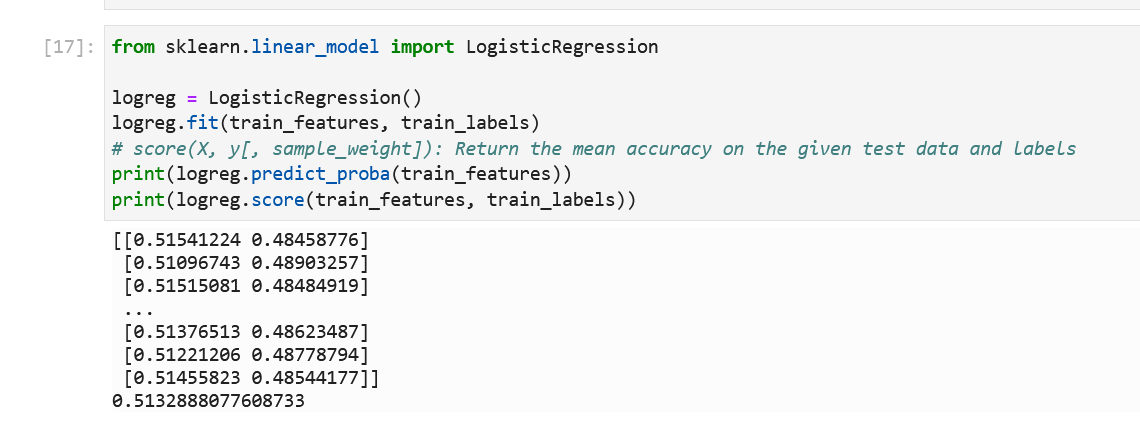 [17]: from sklearn.linear_model import LogisticRegression
logreg = LogisticRegression()
logreg.fit(train_features, train_labels)
# score(X, y[, sample_weight]): Return the mean accuracy on the given test data and labels
print(logreg.predict_proba(train_features))
print(logreg.score(train_features, train_labels))
[[0.51541224 0.48458776]
[0.51096743 0.48903257]
[0.51515081 0.48484919]
...
[0.51376513 0.48623487]
[0.51221206 0.48778794]
[0.51455823 0.48544177]]
0.5132888077608733